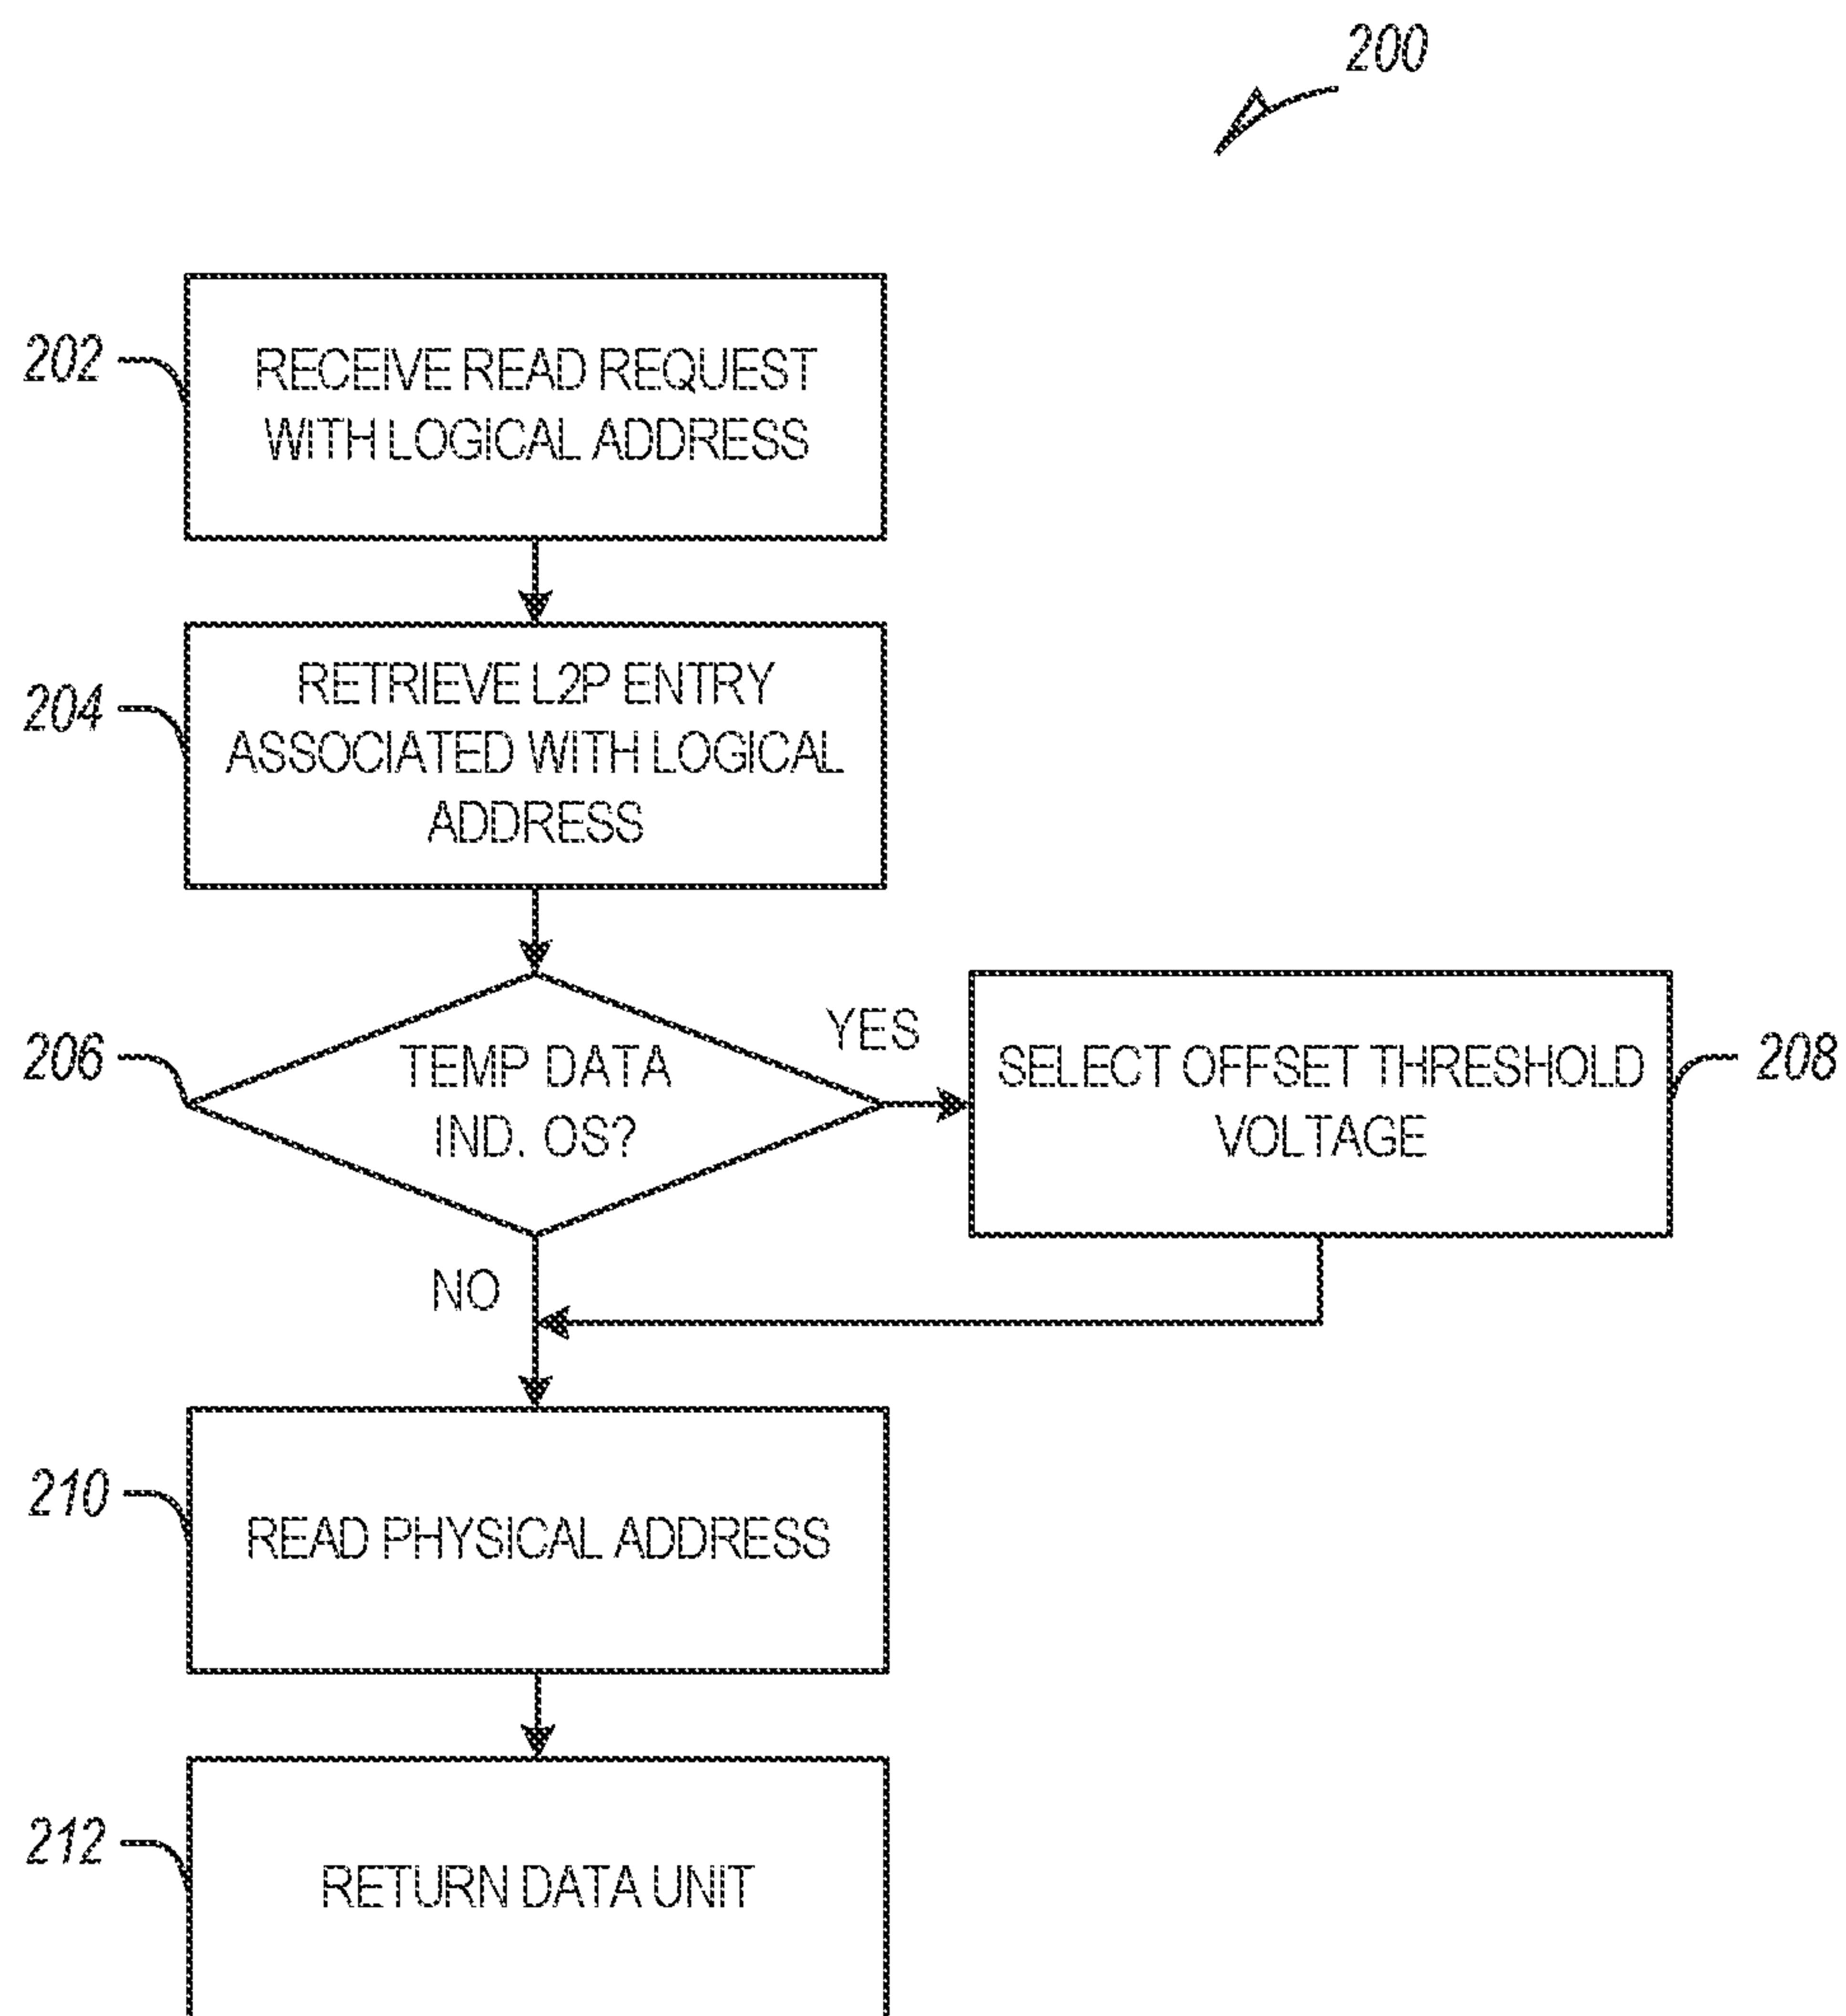 200
202
RECEIVE READ REQUEST
WITH LOGICAL ADDRESS
204
RETRIEVE L2P ENTRY
ASSOCIATED WITH LOGICAL
ADDRESS
206
TEMP DATA
IND. OS?
YES
SELECT OFFSET THRESHOLD
VOLTAGE
208
NO
210
READ PHYSICAL ADDRESS
212
RETURN DATA UNIT